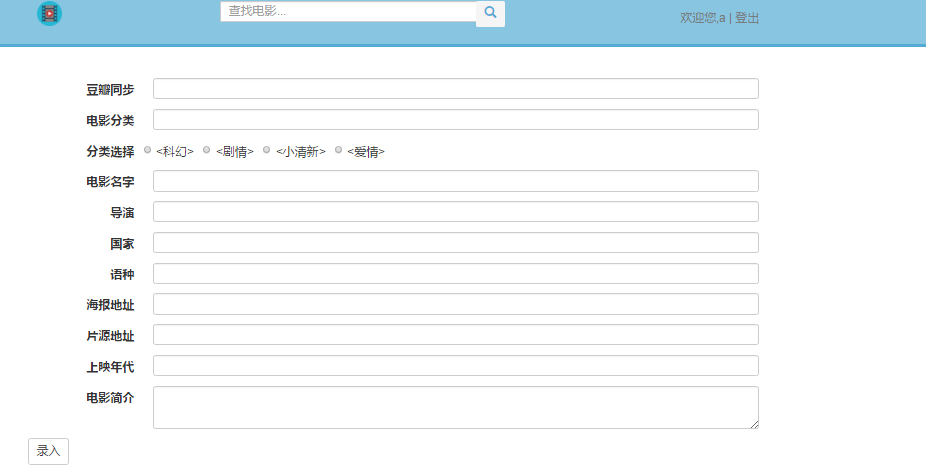 查找电影...
欢迎您,a | 登出
豆瓣同步
电影分类
分类选择 <科幻> <剧情> <小清新> <爱情>
电影名字
导演
国家
语种
海报地址
片源地址
上映年代
电影简介
录入